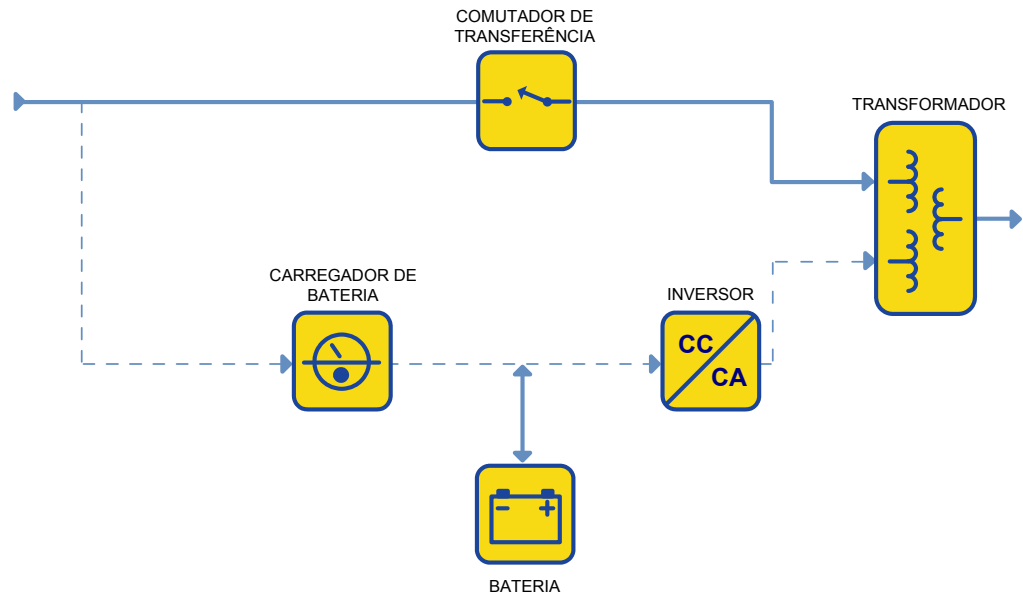 COMUTADOR DE
TRANSFERÊNCIA
TRANSFORMADOR
CARREGADOR DE
BATERIA
INVERSOR
CC
CA
BATERIA